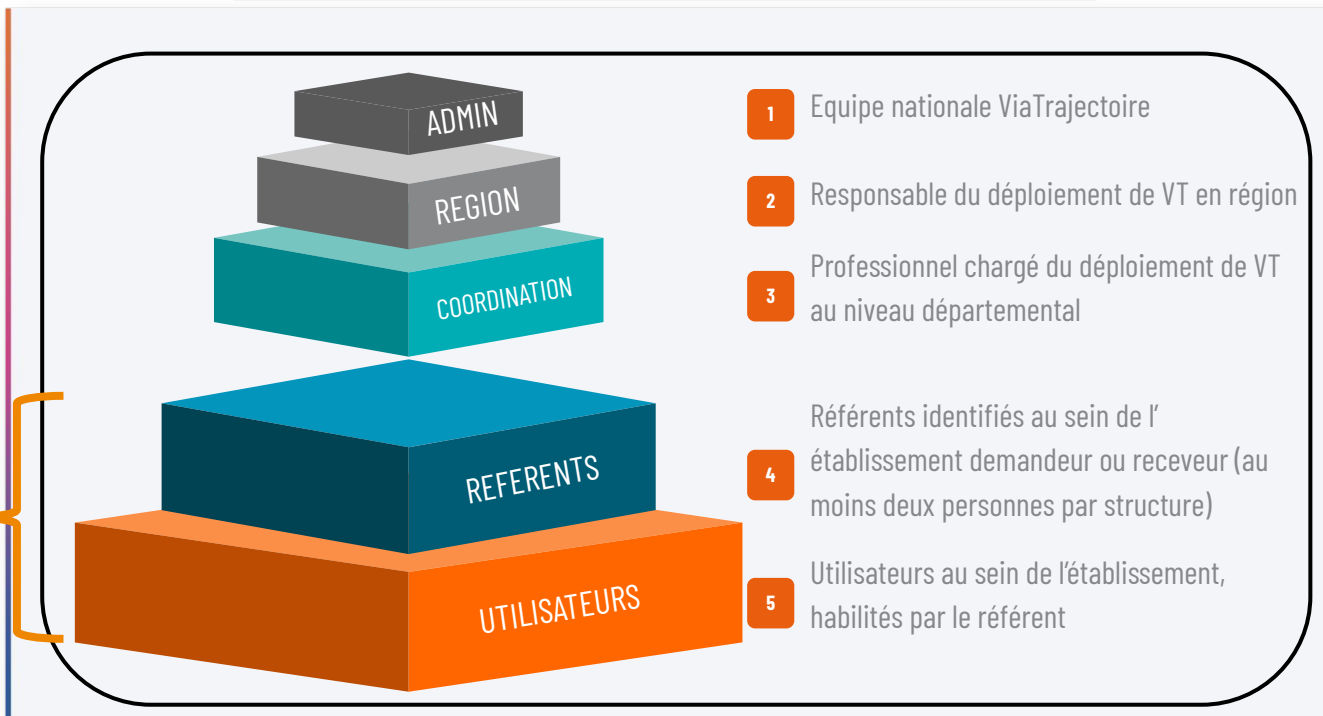 ADMIN
REGION
COORDINATION
REFERENTS
UTILISATEURS
1
Equipe nationale ViaTrajectoire
2
Responsable du déploiement de VT en région
3
Professionnel chargé du déploiement de VT
au niveau départemental
4
Référents identifiés au sein de l'
établissement demandeur ou receveur (au
moins deux personnes par structure)
5
Utilisateurs au sein de l'établissement,
habilités par le référent